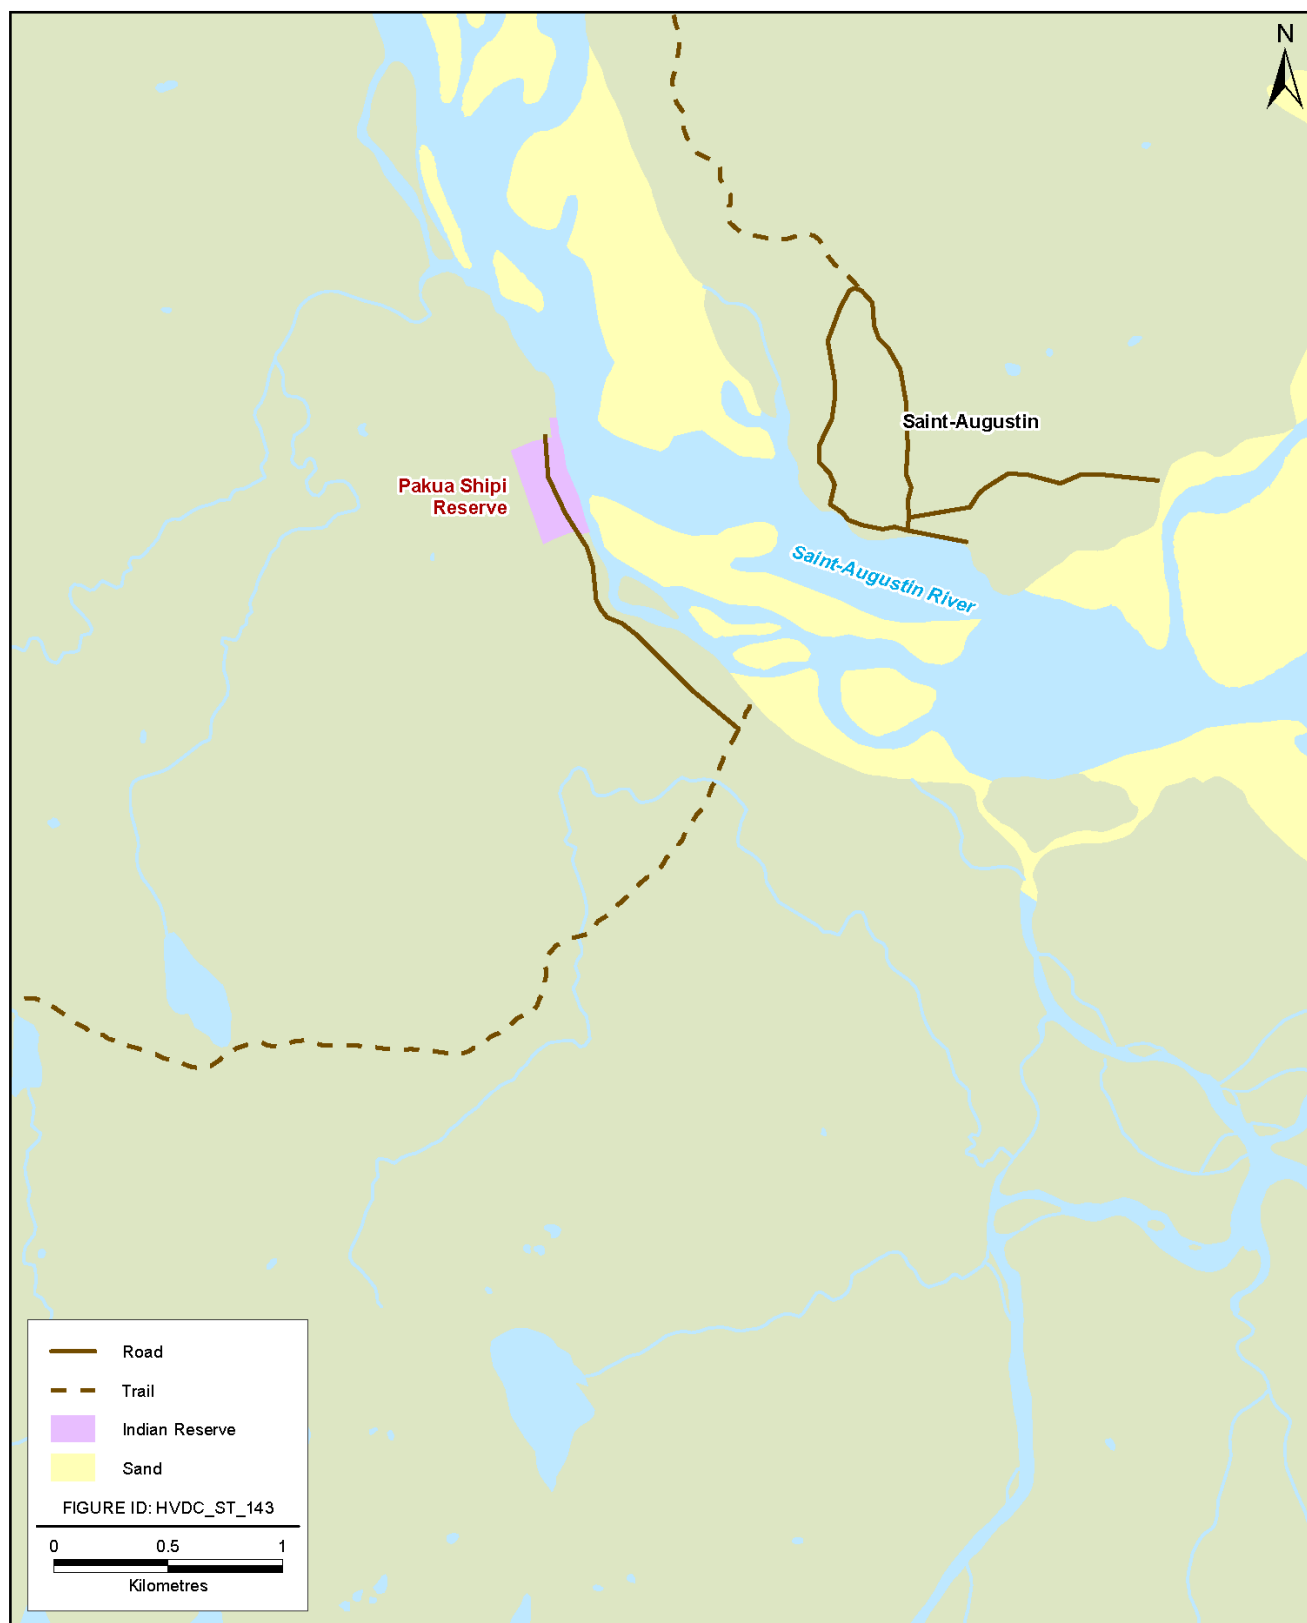 N
Saint-Augustin
Pakua Shipi
Reserve
Saint-Augustin River
Road
Trail
Indian Reserve
Sand
FIGURE ID: HVDC_ST_143
0 0.5 1
Kilometres